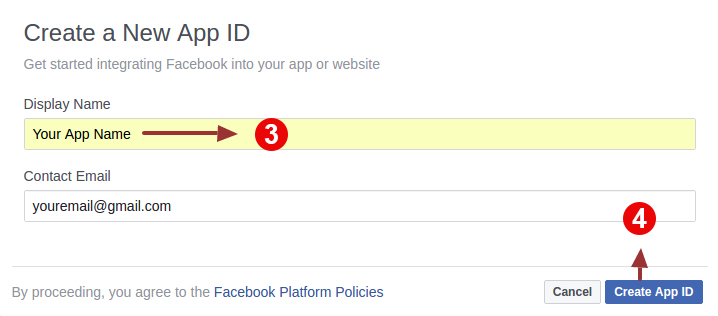 Create a New App ID
Get started integrating Facebook into your app or website
Display Name
Your App Name 3
Contact Email
youremail@gmail.com
4
By proceeding, you agree to the Facebook Platform Policies Cancel Create App ID